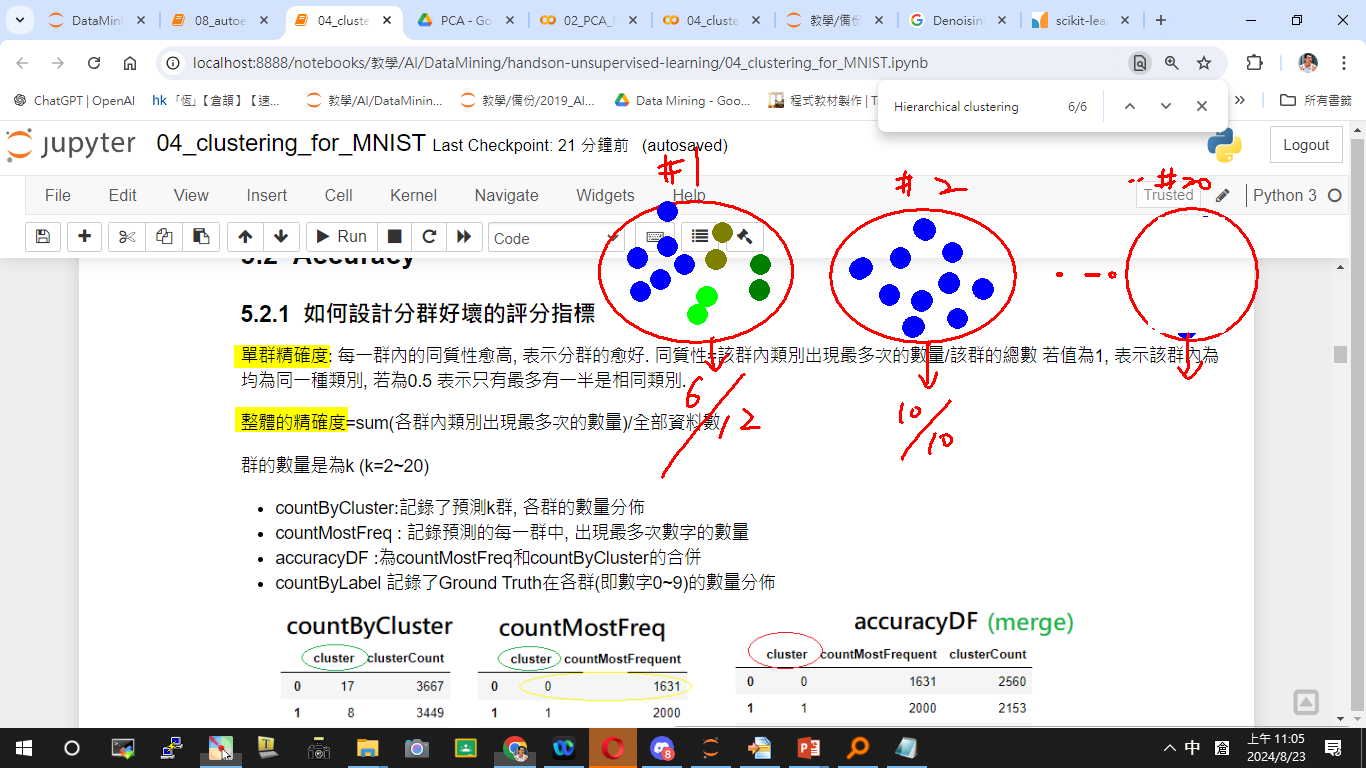 DataMinin
08_autoe
04_cluste
PCA - Go
02_PCA_
04_cluste
教學/備份
Denoising
scikit-lea
localhost:8888/notebooks/教學/AI/DataMining/handson-unsupervised-learning/04_clustering_for_MNIST.ipynb
ChatGPT | OpenAI
hk 「恆」【倉頡】【速...
教學/AI/DataMinin...
教學/備份/2019_AI...
Data Mining - Goo...
程式教材製作 | T
»
所有書籤
Hierarchical clustering 6/6
jupyter 04_clustering_for_MNIST Last Checkpoint: 21 分鐘前 (autosaved)
Logout
#1
#2
.. #20
File Edit View Insert Cell Kernel Navigate Widgets Help
Trusted
Python 3
Run
Code
5.2 Accuracy
5.2.1 如何設計分群好壞的評分指標
單群精確度: 每一群內的同質性愈高, 表示分群的愈好. 同質性=該群內類別出現最多次的數量/該群的總數 若值為1, 表示該群內為
均為同一種類別, 若為0.5 表示只有最多有一半是相同類別.
6/12
10/10
整體的精確度=sum(各群內類別出現最多次的數量)/全部資料數
群的數量是為k (k=2~20)
• countByCluster:記錄了預測k群, 各群的數量分佈
• countMostFreq : 記錄預測的每一群中, 出現最多次數字的數量
• accuracyDF :為countMostFreq和countByCluster的合併
• countByLabel 記錄了Ground Truth在各群(即數字0~9)的數量分佈
countByCluster
cluster clusterCount
0 17 3667
1 8 3449
countMostFreq
cluster countMostFrequent
0 0 1631
1 1 2000
accuracyDF (merge)
cluster countMostFrequent clusterCount
0 0 1631 2560
1 1 2000 2153
8
中
倉
上午 11:05
2024/8/23